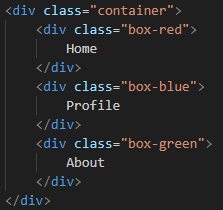 <div class="container">
    <div class="box-red">
        Home
    </div>
    <div class="box-blue">
        Profile
    </div>
    <div class="box-green">
        About
    </div>
</div>